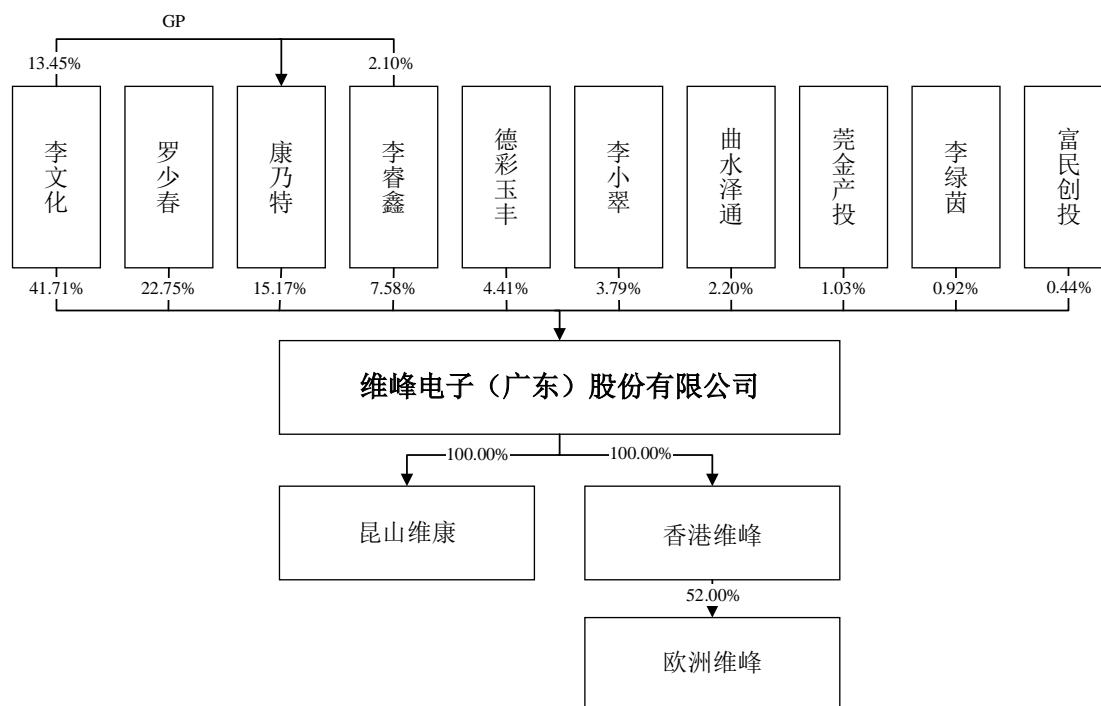 GP
13.45%
2.10%
李文化
罗少春
康乃特
李睿鑫
德彩玉丰
李小翠
曲水泽通
莞金产投
李绿茵
富民创投
41.71%
22.75%
15.17%
7.58%
4.41%
3.79%
2.20%
1.03%
0.92%
0.44%
维峰电子（广东）股份有限公司
100.00%
100.00%
昆山维康
香港维峰
52.00%
欧洲维峰